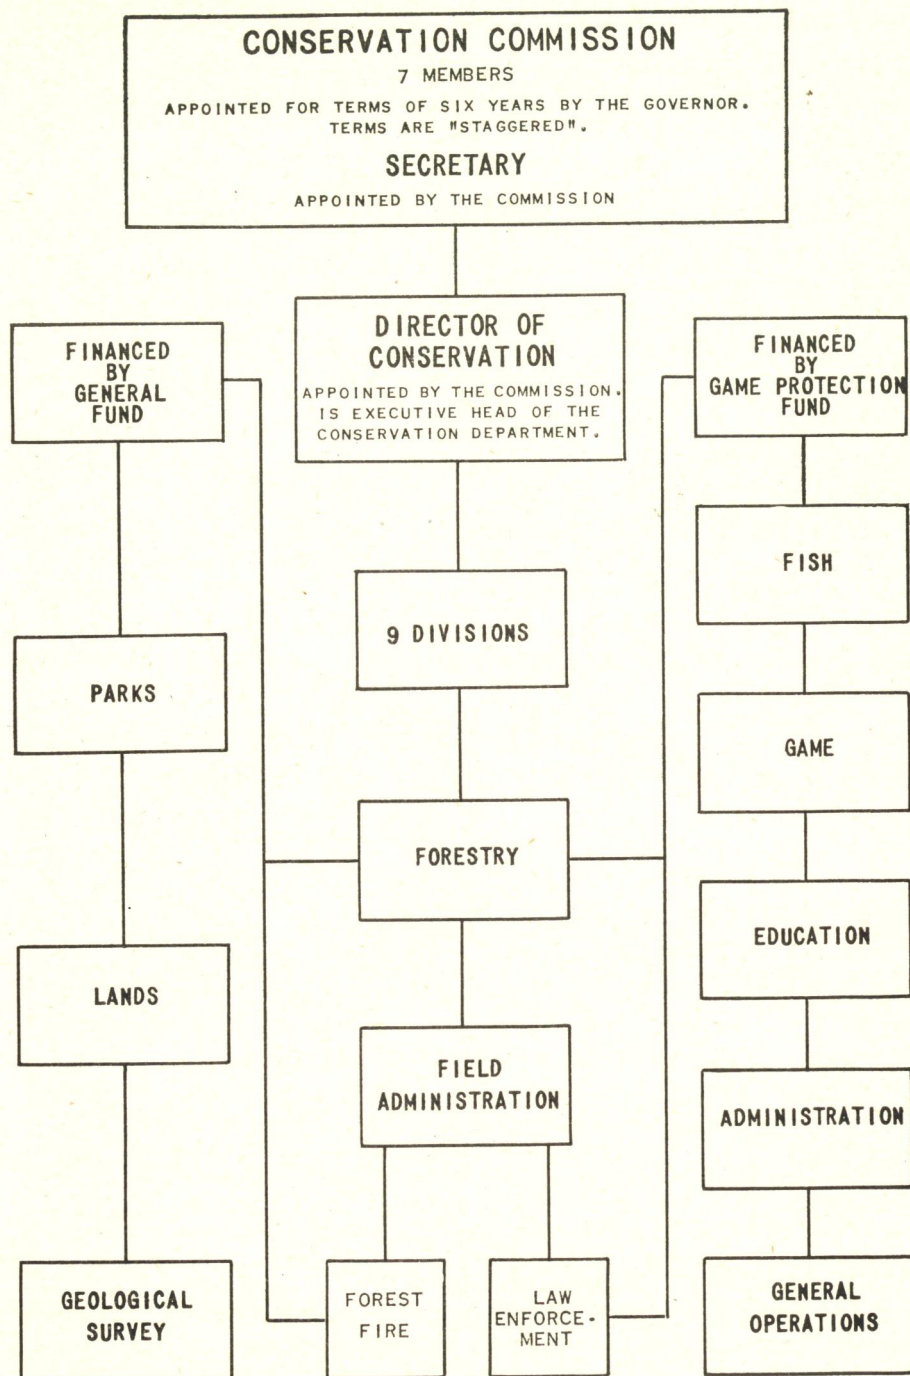 CONSERVATION COMMISSION
7 MEMBERS
APPOINTED FOR TERMS OF SIX YEARS BY THE GOVERNOR.
TERMS ARE "STAGGERED".
SECRETARY
APPOINTED BY THE COMMISSION
DIRECTOR OF
CONSERVATION
APPOINTED BY THE COMMISSION.
IS EXECUTIVE HEAD OF THE
CONSERVATION DEPARTMENT.
FINANCED
BY
GENERAL
FUND
FINANCED
BY
GAME PROTECTION
FUND
FISH
9 DIVISIONS
PARKS
GAME
FORESTRY
EDUCATION
LANDS
FIELD
ADMINISTRATION
ADMINISTRATION
GEOLOGICAL
SURVEY
FOREST
FIRE
LAW
ENFORCE-
MENT
GENERAL
OPERATIONS